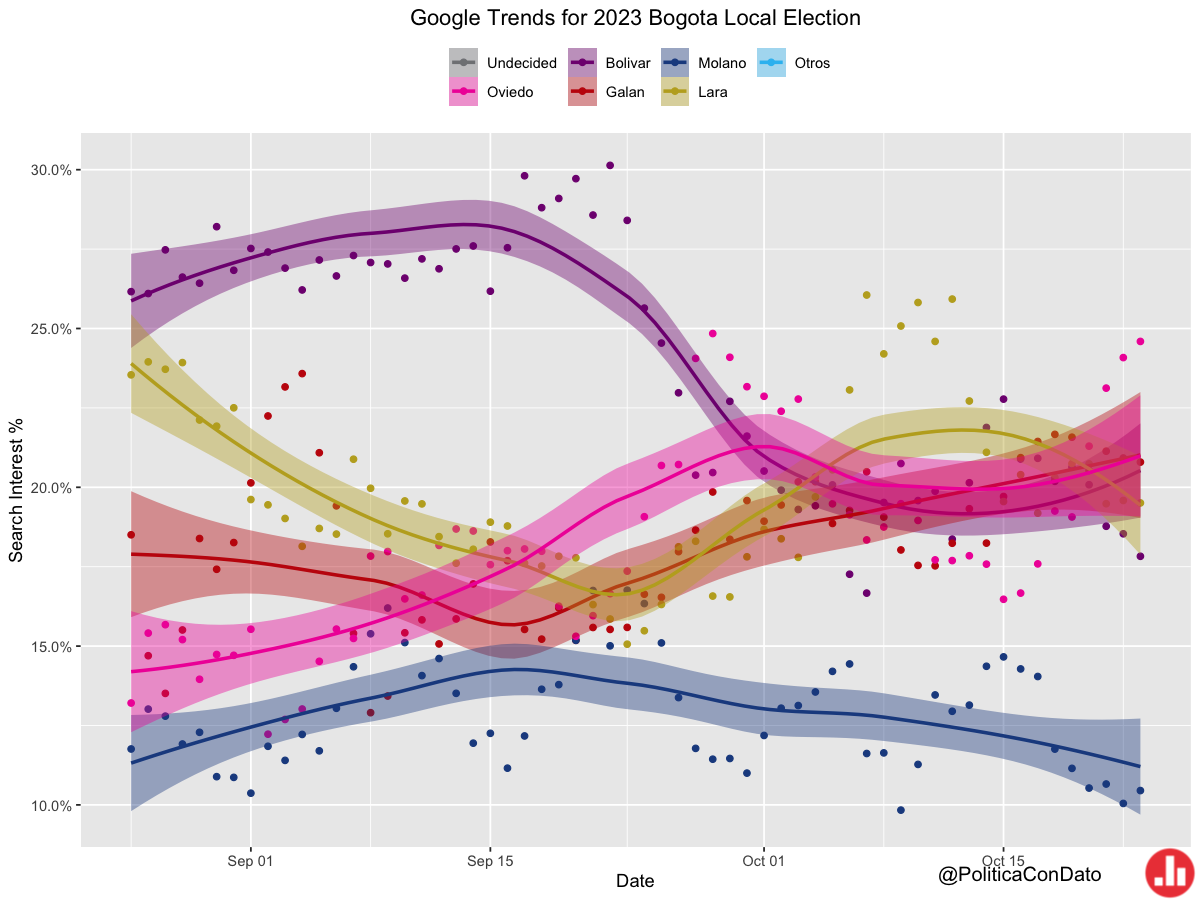 Google Trends for 2023 Bogota Local Election
Undecided Bolivar Molano Otros
Oviedo Galan Lara
30.0%
25.0%
20.0%
15.0%
10.0%
Search Interest %
Sep 01 Sep 15 Oct 01 Oct 15
Date
@PoliticaConDato